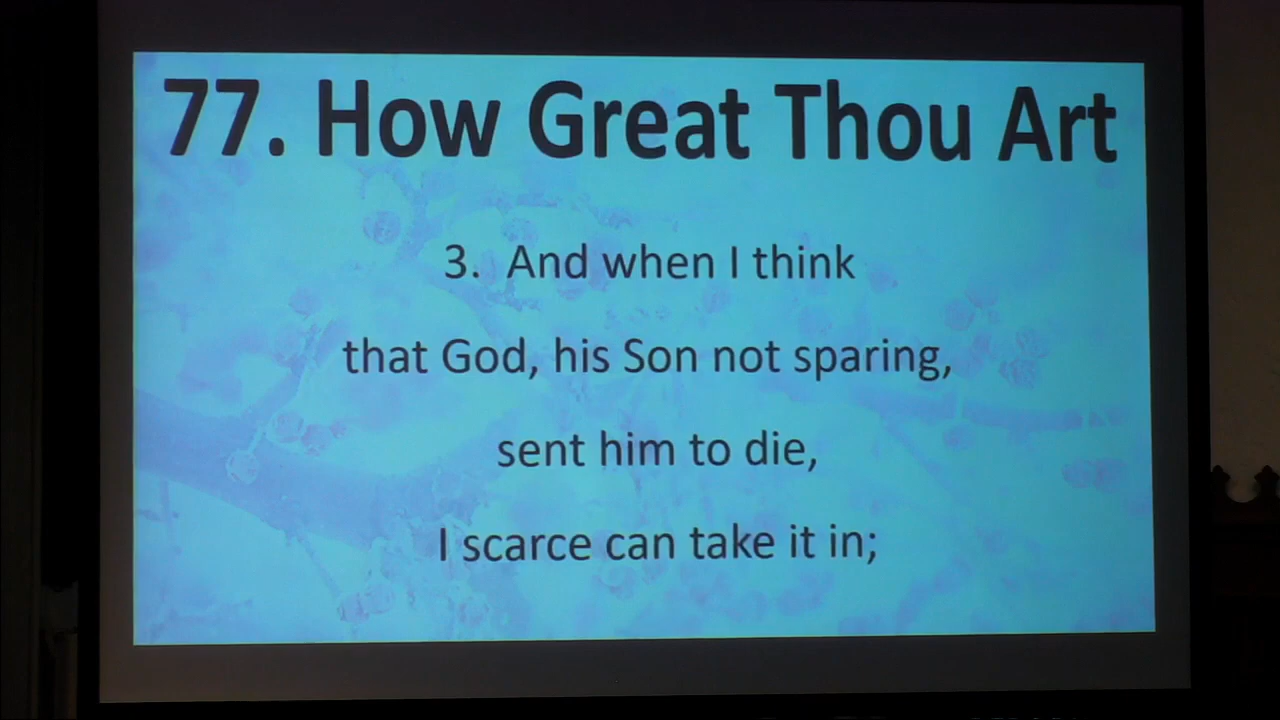 77. How Great Thou Art
3. And when I think
that God, his Son not sparing,
sent him to die,
I scarce can take it in;